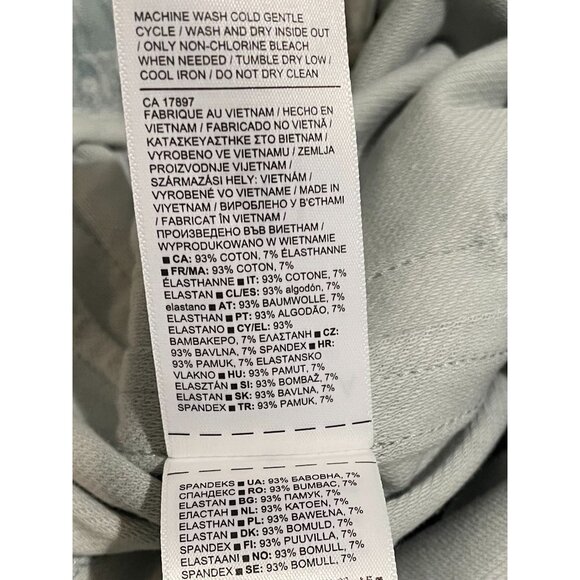 MACHINE WASH COLD GENTLE
CYCLE / WASH AND DRY INSIDE OUT
/ ONLY NON-CHLORINE BLEACH
WHEN NEEDED / TUMBLE DRY LOW /
COOL IRON / DO NOT DRY CLEAN
CA 17897
FABRIQUE AU VIETNAM / HECHO EN
VIETNAM / FABRICADO NO VIETNÃ /
ΚΑΤΑΣΚΕΥΑΣΤΗΚΕ ΣΤΟ ΒΙΕΤΝΑΜ /
VYROBENO VE VIETNAMU / ZEMLJA
PROIZVODNJE VIJETNAM /
SZÁRMAZÁSI HELY: VIETNÁM /
VYROBENÉ VO VIETNAME / MADE IN
VIYETNAM / ВИРОБЛЕНО У В'ЄТНАМІ
/ FABRICAT ÎN VIETNAM /
ПРОИЗВЕДЕНО ВЪВ ВИЕТНАМ /
WYPRODUKOWANO W WIETNAMIE
■ CA: 93% COTON, 7% ÉLASTHANNE
■ FR/MA: 93% COTON, 7%
ÉLASTHANNE ■ IT: 93% COTONE, 7%
ELASTAN ■ CL/ES: 93% algodón, 7%
elastano ■ AT: 93% BAUMWOLLE, 7%
ELASTHAN ■ PT: 93% ALGODÃO, 7%
ELASTANO ■ CY/EL: 93%
ΒΑΜΒΑΚΕΡΟ, 7% ΕΛΑΣΤΑΝΗ ■ CZ:
93% BAVLNA, 7% SPANDEX ■ HR:
93% PAMUK, 7% ELASTANSKO
VLAKNO ■ HU: 93% PAMUT, 7%
ELASZTÁN ■ SI: 93% BOMBAŽ, 7%
ELASTAN ■ SK: 93% BAVLNA, 7%
SPANDEX ■ TR: 93% PAMUK, 7%
SPANDEKS ■ UA: 93% БАВОВНА, 7%
СПАНДЕКС ■ RO: 93% BUMBAC, 7%
ELASTAN ■ BG: 93% ПАМУК, 7%
ЕЛАСТАН ■ NL: 93% KATOEN, 7%
ELASTHAN ■ PL: 93% BAWEŁNA, 7%
ELASTAN ■ DK: 93% BOMULD, 7%
ELASTAN ■ FI: 93% PUUVILLA, 7%
ELASTAANI ■ NO: 93% BOMULL, 7%
ELASTAN ■ SE: 93% BOMULL, 7%